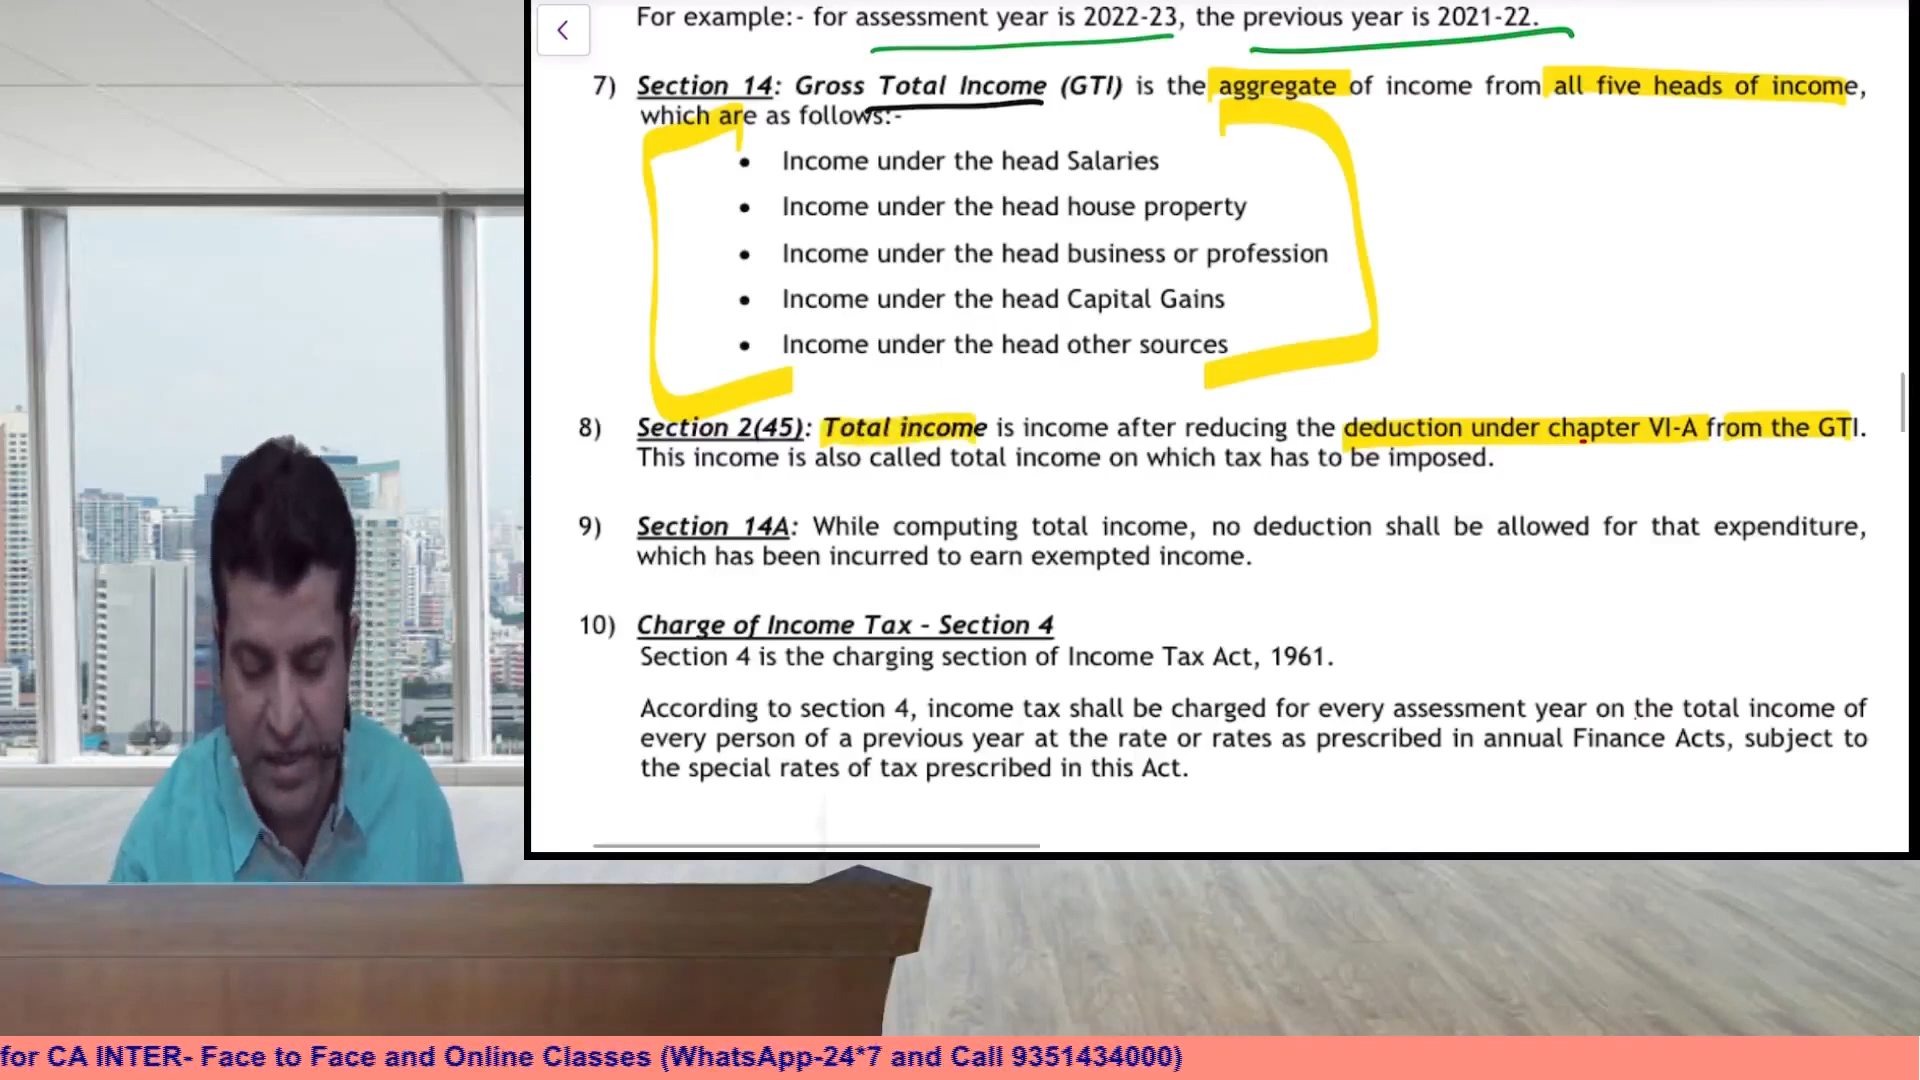 For example:- for assessment year is 2022-23, the previous year is 2021-22.
7) Section 14: Gross Total Income (GTI) is the aggregate of income from all five heads of income,
which are as follows:-
• Income under the head Salaries
• Income under the head house property
• Income under the head business or profession
• Income under the head Capital Gains
• Income under the head other sources
8) Section 2(45): Total income is income after reducing the deduction under chapter VI-A from the GTI.
This income is also called total income on which tax has to be imposed.
9) Section 14A: While computing total income, no deduction shall be allowed for that expenditure,
which has been incurred to earn exempted income.
10) Charge of Income Tax - Section 4
Section 4 is the charging section of Income Tax Act, 1961.
According to section 4, income tax shall be charged for every assessment year on the total income of
every person of a previous year at the rate or rates as prescribed in annual Finance Acts, subject to
the special rates of tax prescribed in this Act.
for CA INTER- Face to Face and Online Classes (WhatsApp-24*7 and Call 9351434000)